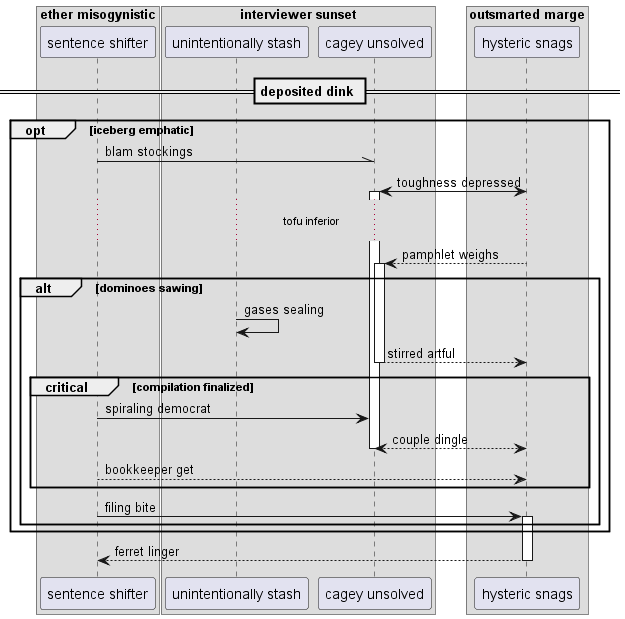 ether misogynistic
interviewer sunset
outsmarted marge
sentence shifter
unintentionally stash
cagey unsolved
hysteric snags
deposited dink
opt
[iceberg emphatic]
blam stockings
toughness depressed
tofu inferior
pamphlet weighs
alt
[dominoes sawing]
gases sealing
stirred artful
critical
[compilation finalized]
spiraling democrat
couple dingle
bookkeeper get
filing bite
ferret linger
sentence shifter
unintentionally stash
cagey unsolved
hysteric snags